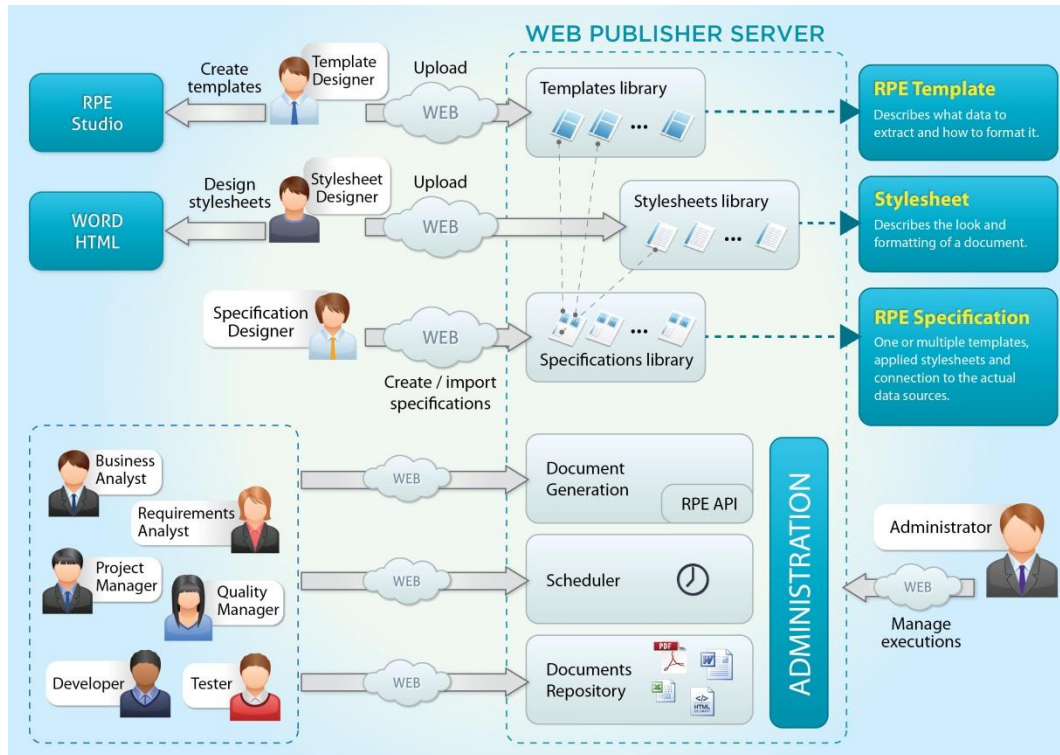 WEB PUBLISHER SERVER
Create
templates
Template
Designer
Upload
RPE
Studio
WEB
Templates library
RPE Template
Describes what data to
extract and how to format it.
Design
stylesheets
Stylesheet
Designer
Upload
WORD
HTML
WEB
Stylesheets library
Stylesheet
Describes the look and
formatting of a document.
Specification
Designer
WEB
Create / import
specifications
Specifications library
RPE Specification
One or multiple templates,
applied stylesheets and
connection to the actual
data sources.
Business
Analyst
Requirements
Analyst
Project
Manager
Quality
Manager
Developer
Tester
WEB
Document
Generation
RPE API
WEB
Scheduler
WEB
Documents
Repository
PDF
W
X
</>
HTML
ADMINISTRATION
Administrator
WEB
Manage
executions